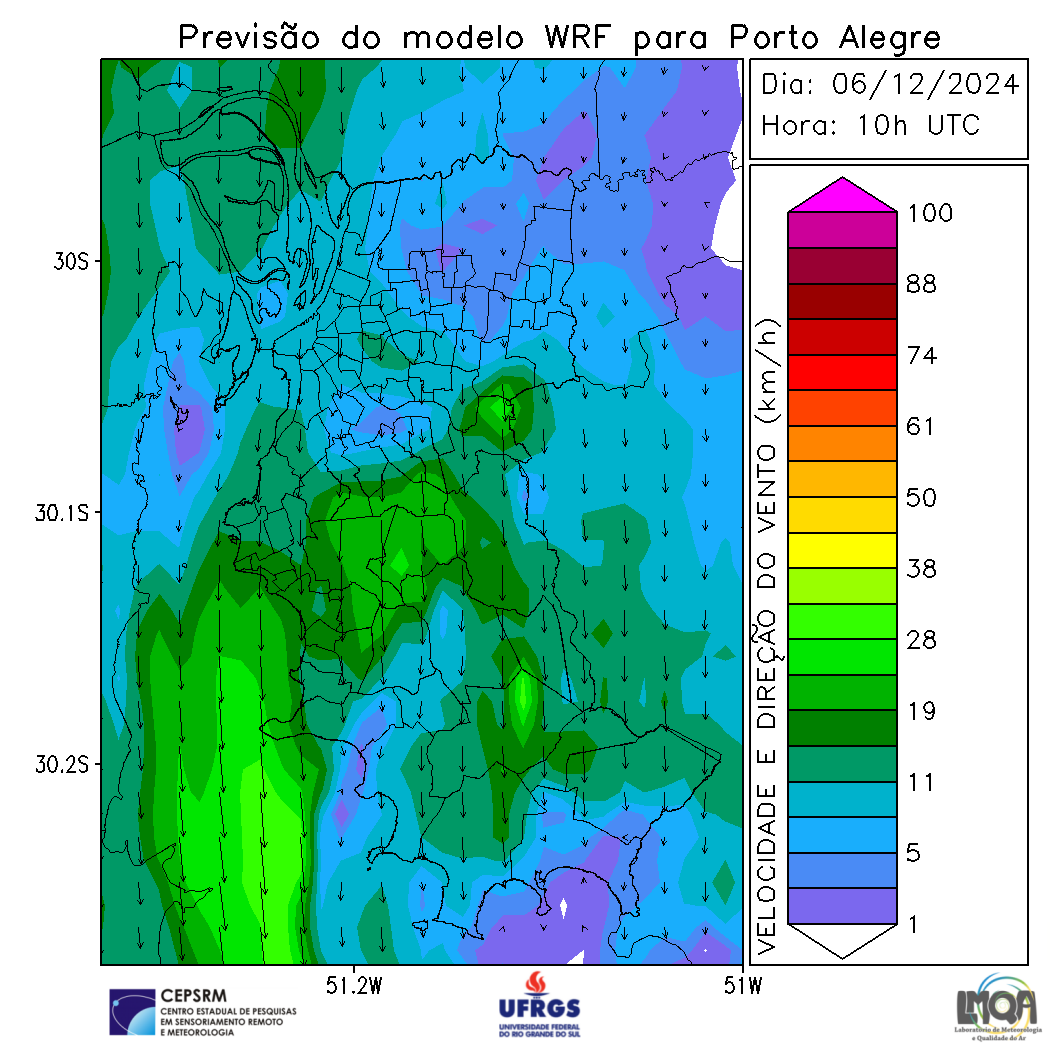 Previsão do modelo WRF para Porto Alegre
Dia: 06/12/2024
Hora: 10h UTC
30S
30.1S
30.2S
51.2W
51W
VELOCIDADE E DIREÇÃO DO VENTO (km/h)
100
88
74
61
50
38
28
19
11
5
1
CEPSRM
CENTRO ESTADUAL DE PESQUISAS
EM SENSORIAMENTO REMOTO
E METEOROLOGIA
UFRGS
UNIVERSIDADE FEDERAL
DO RIO GRANDE DO SUL
LMQA
Laboratório de Meteorologia
e Qualidade do Ar